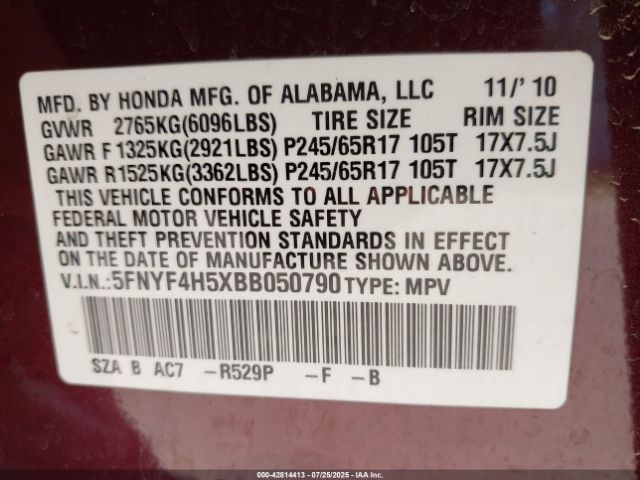 MFD. BY HONDA MFG. OF ALABAMA, LLC 11/' 10
GVWR 2765KG(6096LBS) TIRE SIZE RIM SIZE
GAWR F 1325KG(2921LBS) P245/65R17 105T 17X7.5J
GAWR R1525KG(3362LBS) P245/65R17 105T 17X7.5J
THIS VEHICLE CONFORMS TO ALL APPLICABLE
FEDERAL MOTOR VEHICLE SAFETY
AND THEFT PREVENTION STANDARDS IN EFFECT
ON THE DATE OF MANUFACTURE SHOWN ABOVE.
V.I.N.:5FNYF4H5XBB050790 TYPE: MPV
SZA B AC7 -R529P -F -B
000-42814413 - 07/25/2025 - IAA Inc.